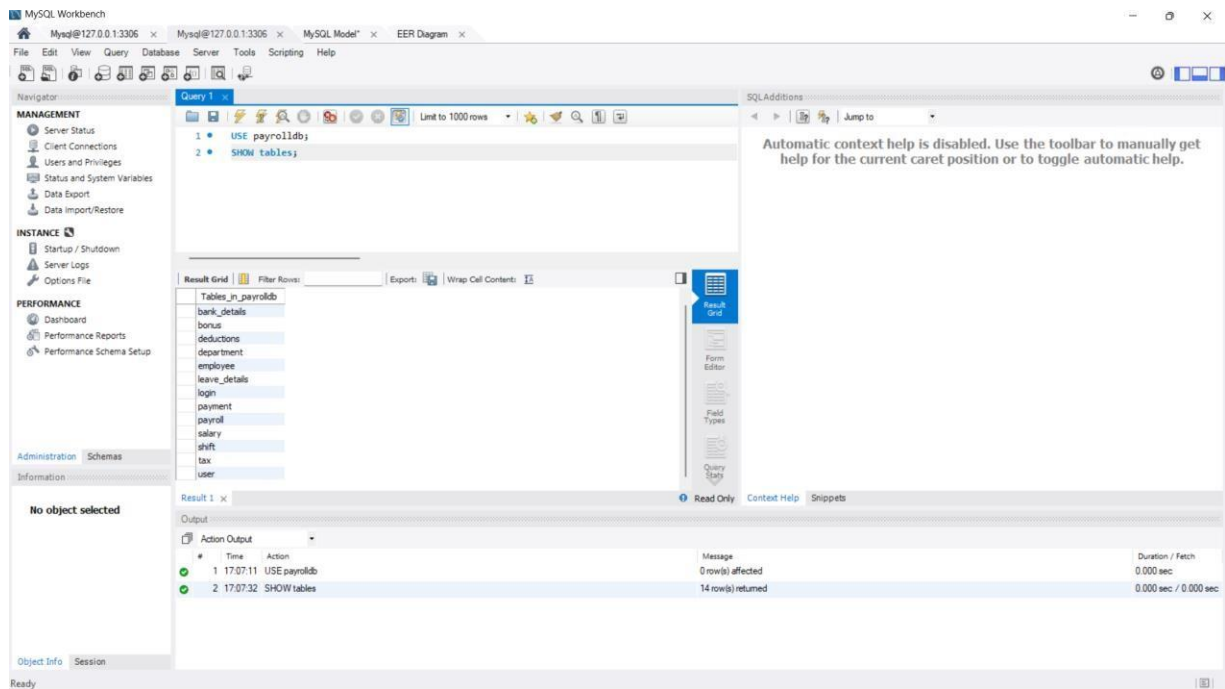 MySQL Workbench
Mysql@127.0.0.1:3306 × Mysql@127.0.0.1:3306 × MySQL Model* × EER Diagram ×
File Edit View Query Database Server Tools Scripting Help
Navigator
MANAGEMENT
Server Status
Client Connections
Users and Privileges
Status and System Variables
Data Export
Data Import/Restore
INSTANCE
Startup / Shutdown
Server Logs
Options File
PERFORMANCE
Dashboard
Performance Reports
Performance Schema Setup
Administration Schemas
Information
No object selected
Object Info Session
Query 1 ×
Limit to 1000 rows
1 USE payrolldb;
2 SHOW tables;
Result Grid Filter Rows: Export: Wrap Cell Content:
Tables_in_payrolldb
bank_details
bonus
deductions
department
employee
leave_details
login
payment
payroll
salary
shift
tax
user
Result
Grid
Form
Editor
Field
Types
Query
Stats
Result 1 × Read Only
SQLAdditions
Jump to
Automatic context help is disabled. Use the toolbar to manually get
help for the current caret position or to toggle automatic help.
Context Help Snippets
Output
Action Output
# Time Action Message Duration / Fetch
1 17:07:11 USE payrolldb 0 row(s) affected 0.000 sec
2 17:07:32 SHOW tables 14 row(s) returned 0.000 sec / 0.000 sec
Ready